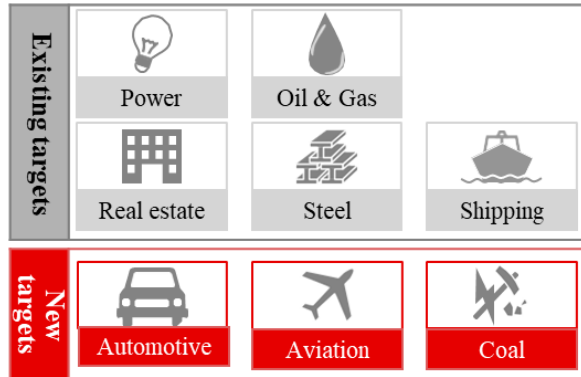 Existing targets
Power
Oil & Gas
Real estate
Steel
Shipping
New
targets
Automotive
Aviation
Coal